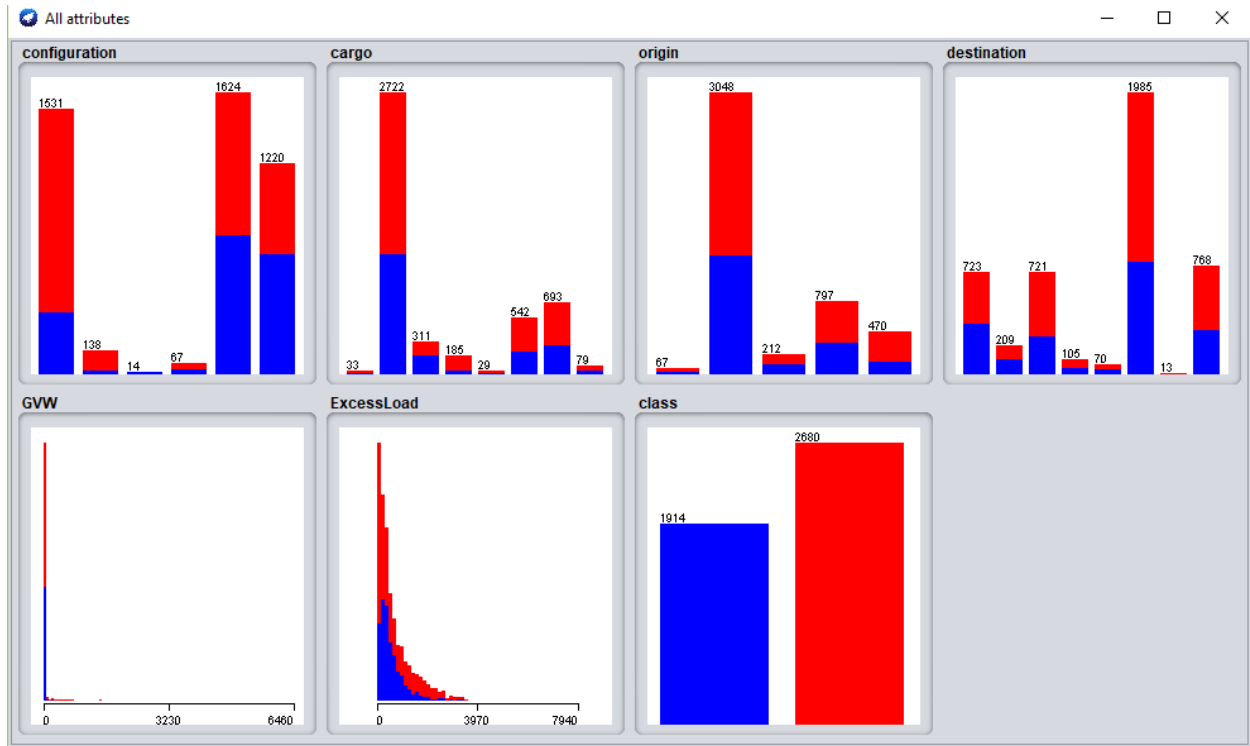 All attributes
configuration
1531
138
14
67
1624
1220
cargo
33
2722
311
185
29
542
693
79
origin
67
3048
212
797
470
destination
723
209
721
105
70
1985
13
768
GVW
0 3230 6460
ExcessLoad
0 3970 7940
class
1914
2680